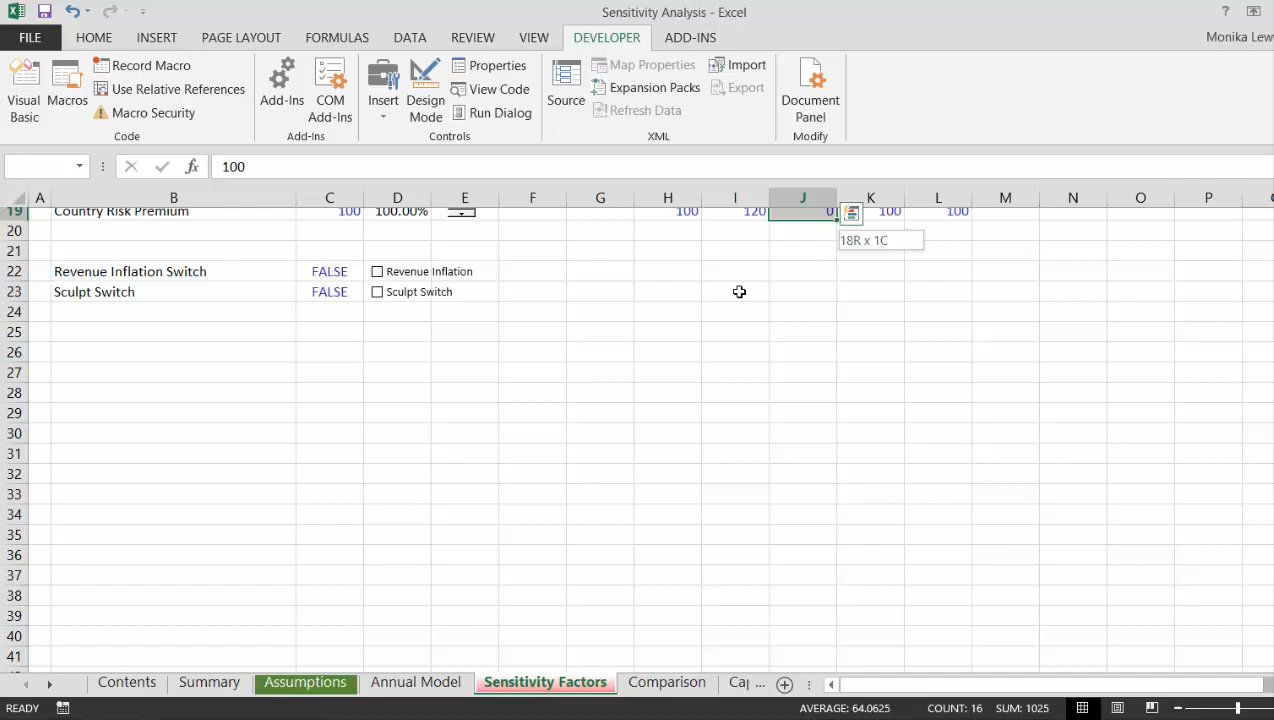 Sensitivity Analysis - Excel
?
FILE HOME INSERT PAGE LAYOUT FORMULAS DATA REVIEW VIEW DEVELOPER ADD-INS Monika Lew
Visual Basic
Macros
Record Macro
Use Relative References
Macro Security
Code
Add-Ins
COM Add-Ins
Add-Ins
Insert
Design Mode
Properties
View Code
Run Dialog
Controls
Source
Map Properties
Expansion Packs
Refresh Data
Import
Export
XML
Document Panel
Modify
fx 100
A B C D E F G H I J K L M N O P
19 Country Risk Premium 100 100.00% 100 120 0 100 100
20
18R x 1C
21
22 Revenue Inflation Switch FALSE Revenue Inflation
23 Sculpt Switch FALSE Sculpt Switch
24
25
26
27
28
29
30
31
32
33
34
35
36
37
38
39
40
41
Contents Summary Assumptions Annual Model Sensitivity Factors Comparison Cap ...
READY AVERAGE: 64.0625 COUNT: 16 SUM: 1025